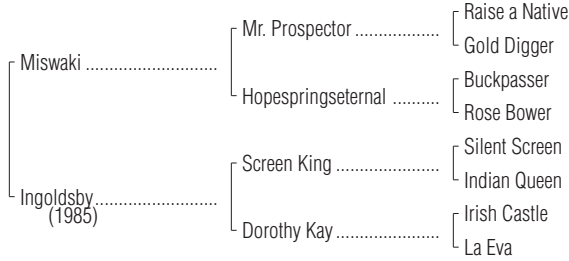 Raise a Native
Mr. Prospector ..................
Gold Digger
Miswaki ............................
Buckpasser
Hopespringseternal ..........
Rose Bower
Silent Screen
Screen King ......................
Indian Queen
Ingoldsby..........................
(1985)
Irish Castle
Dorothy Kay ......................
La Eva